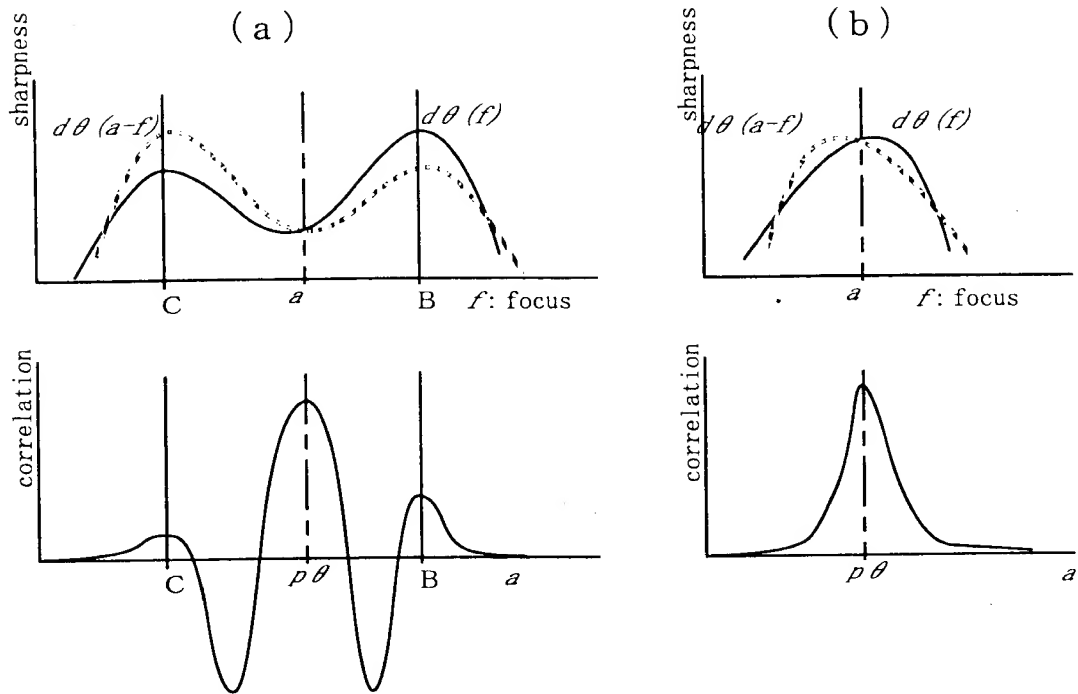 (a)
sharpness
dθ (a-f)
dθ (f)
C
a
B
f: focus
correlation
C
pθ
B
a
(b)
sharpness
dθ (a-f)
dθ (f)
a
f: focus
correlation
pθ
a